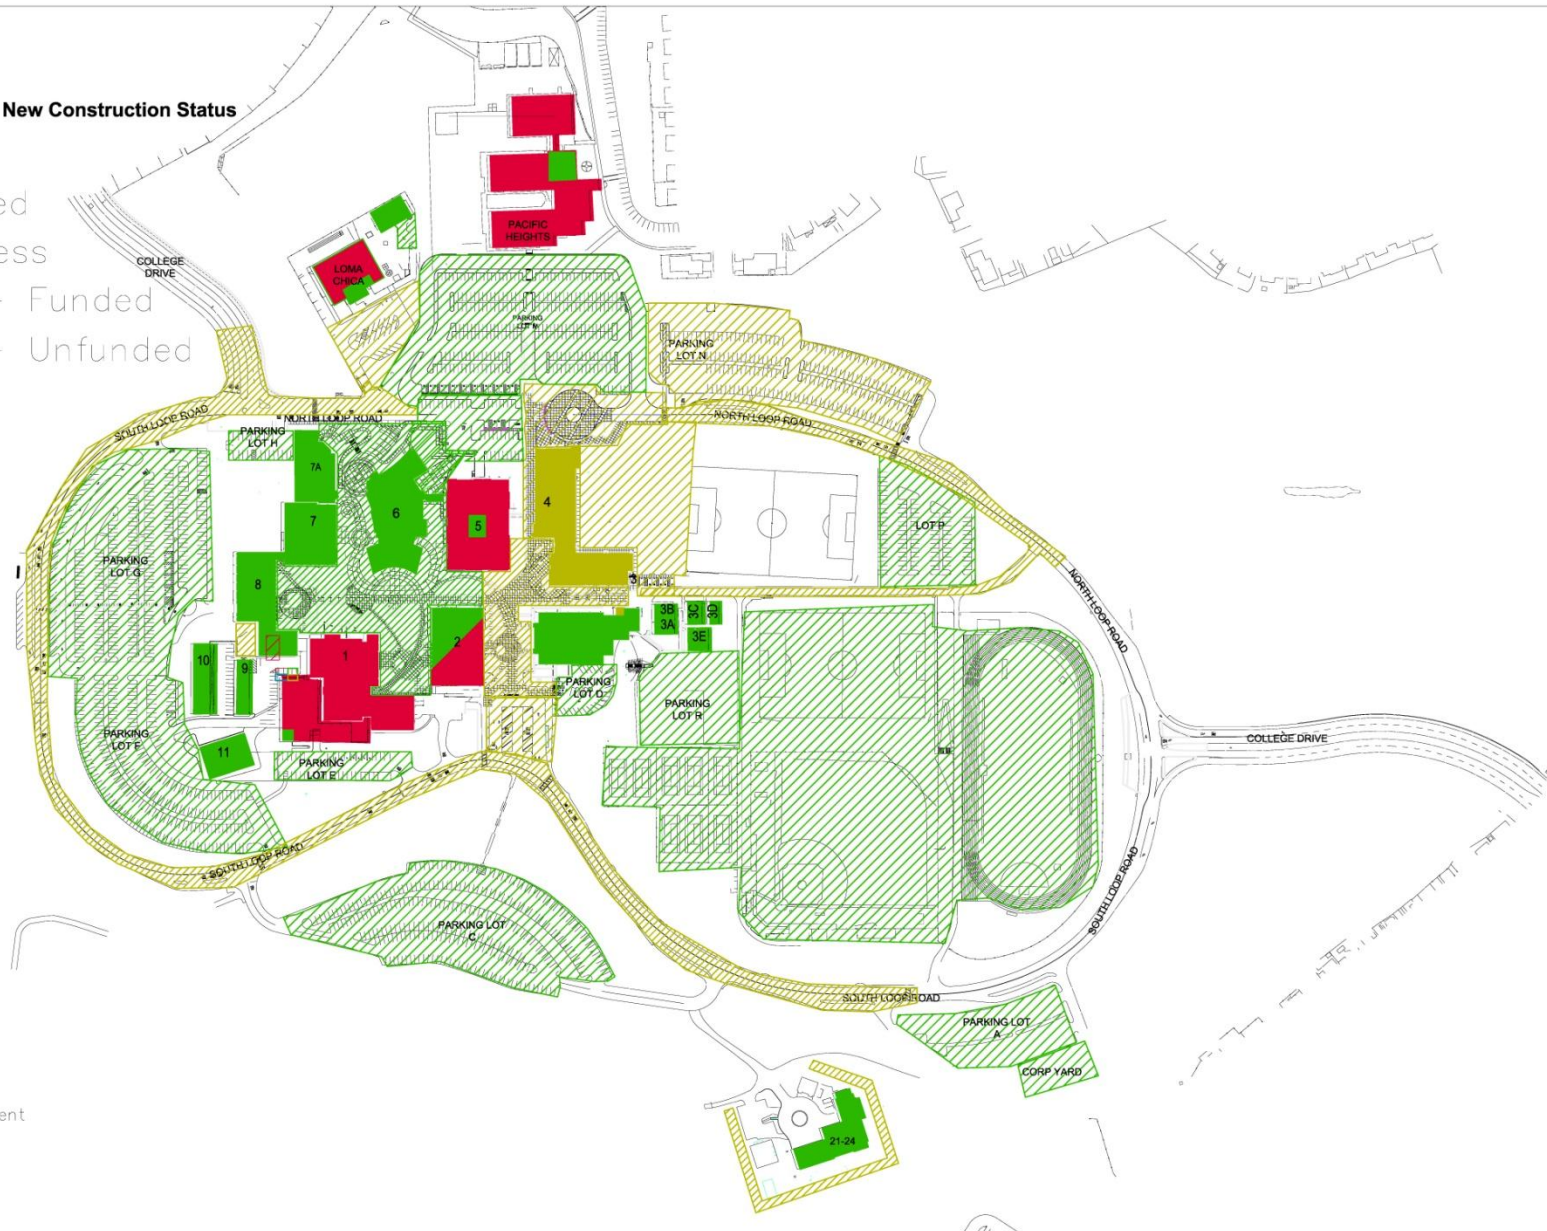 New Construction Status
ed
ess
- Funded
- Unfunded
PACIFIC
HEIGHTS
COLLEGE
DRIVE
LOMA
CHICA
PARKING
LOT M
PARKING
LOT N
SOUTH LOOP ROAD
NORTH LOOP ROAD
NORTH LOOP ROAD
PARKING
LOT H
7A
6
5
4
7
LOT P
PARKING
LOT G
8
NORTH LOOP ROAD
3B
3A
3C
3D
3E
2
1
10
9
PARKING
LOT D
PARKING
LOT R
PARKING
LOT F
11
PARKING
LOT E
COLLEGE DRIVE
SOUTH LOOP ROAD
SOUTH LOOP ROAD
PARKING LOT
C
SOUTH LOOP ROAD
PARKING LOT
A
CORP YARD
ent
21-24